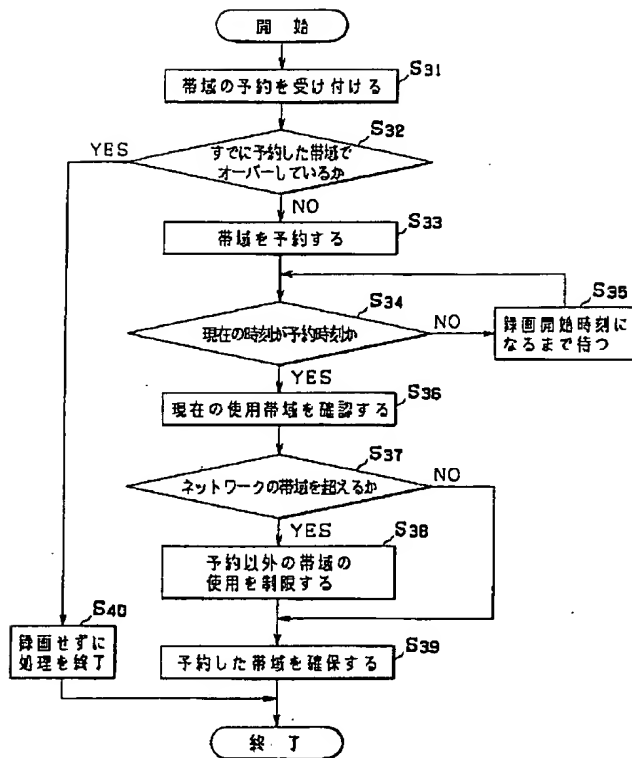 開始
S31
帯域の予約を受け付ける
S32
YES
すでに予約した帯域で
オーバーしているか
NO
S33
帯域を予約する
S34
S35
現在の時刻が予約時刻か
NO
録画開始時刻に
なるまで待つ
YES
S36
現在の使用帯域を確認する
S37
ネットワークの帯域を超えるか
NO
YES
S38
予約以外の帯域の
使用を制限する
S40
録画せずに
処理を終了
S39
予約した帯域を確保する
終了